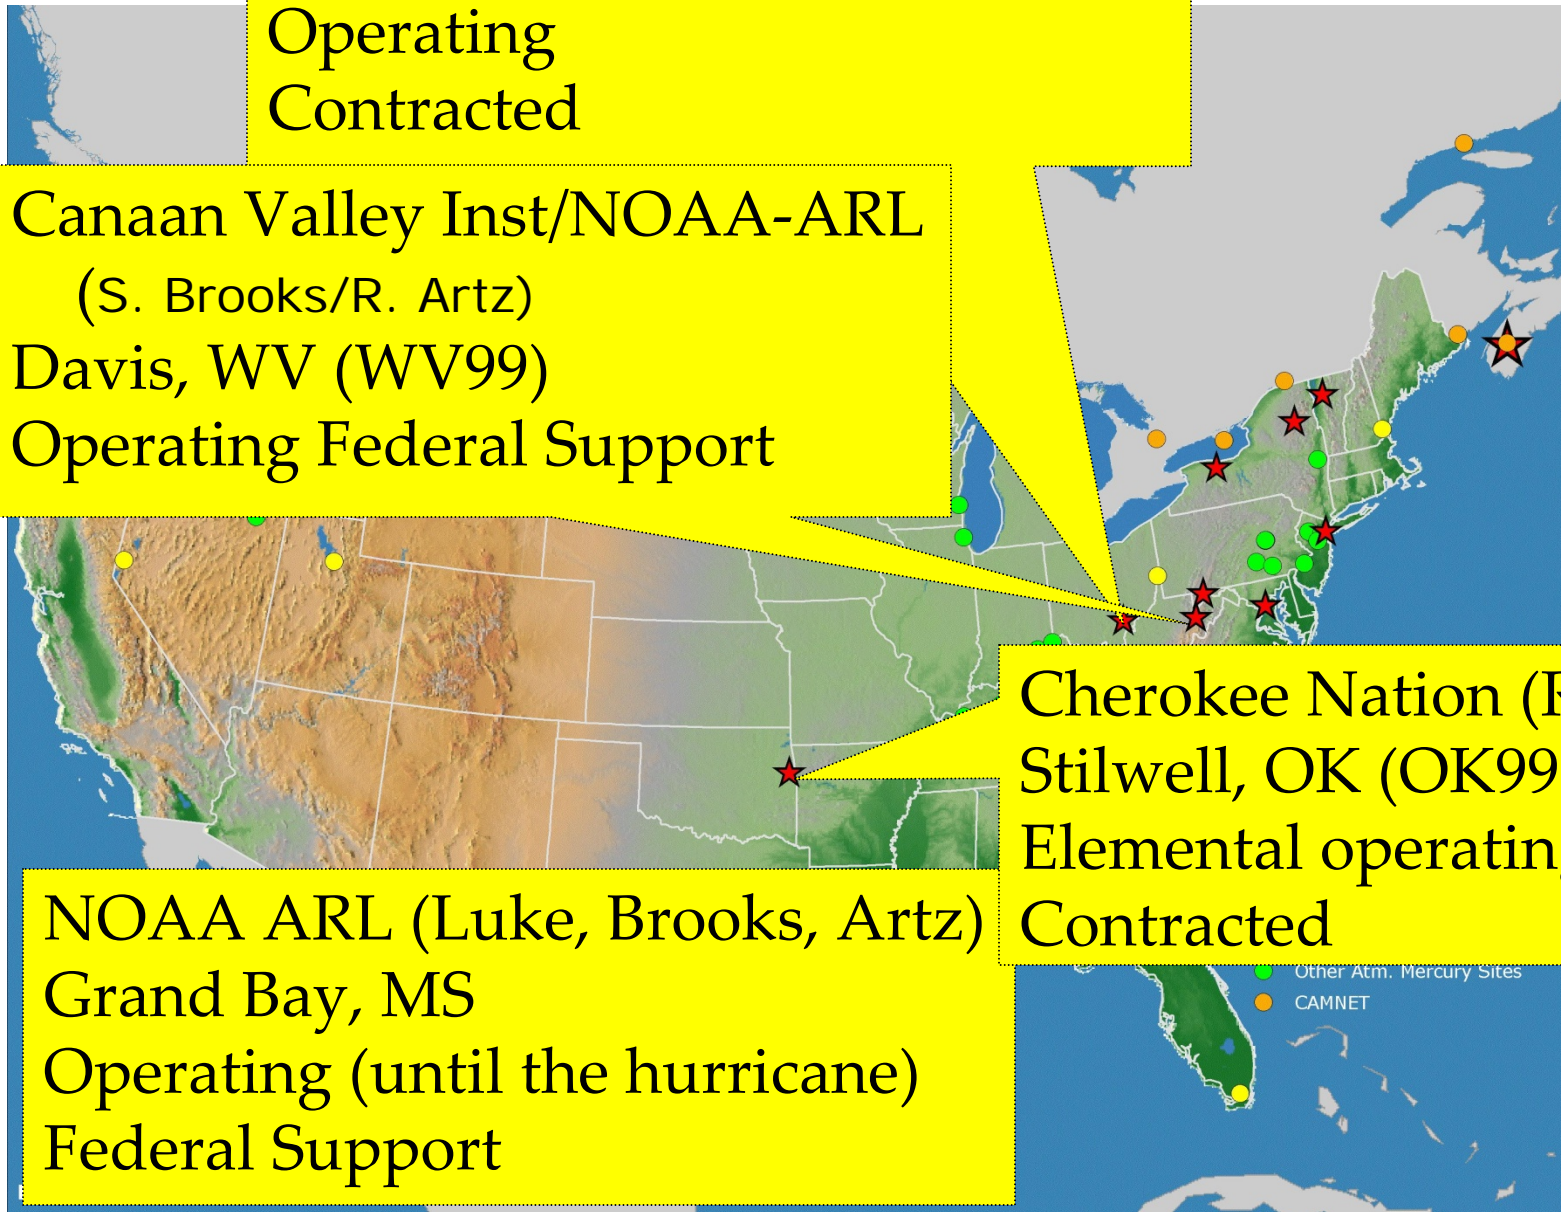 Operating
Contracted
Canaan Valley Inst/NOAA-ARL
(S. Brooks/R. Artz)
Davis, WV (WV99)
Operating Federal Support
Cherokee Nation (
Stilwell, OK (OK99
Elemental operatin
Contracted
NOAA ARL (Luke, Brooks, Artz)
Grand Bay, MS
Operating (until the hurricane)
Federal Support
Other Atm. Mercury Sites
CAMNET